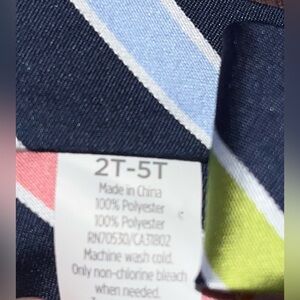 2T-5T
Made in China
100% Polyester
100% Polyester
RN70530/CA31802
Machine wash cold.
Only non-chlorine bleach
when needed.